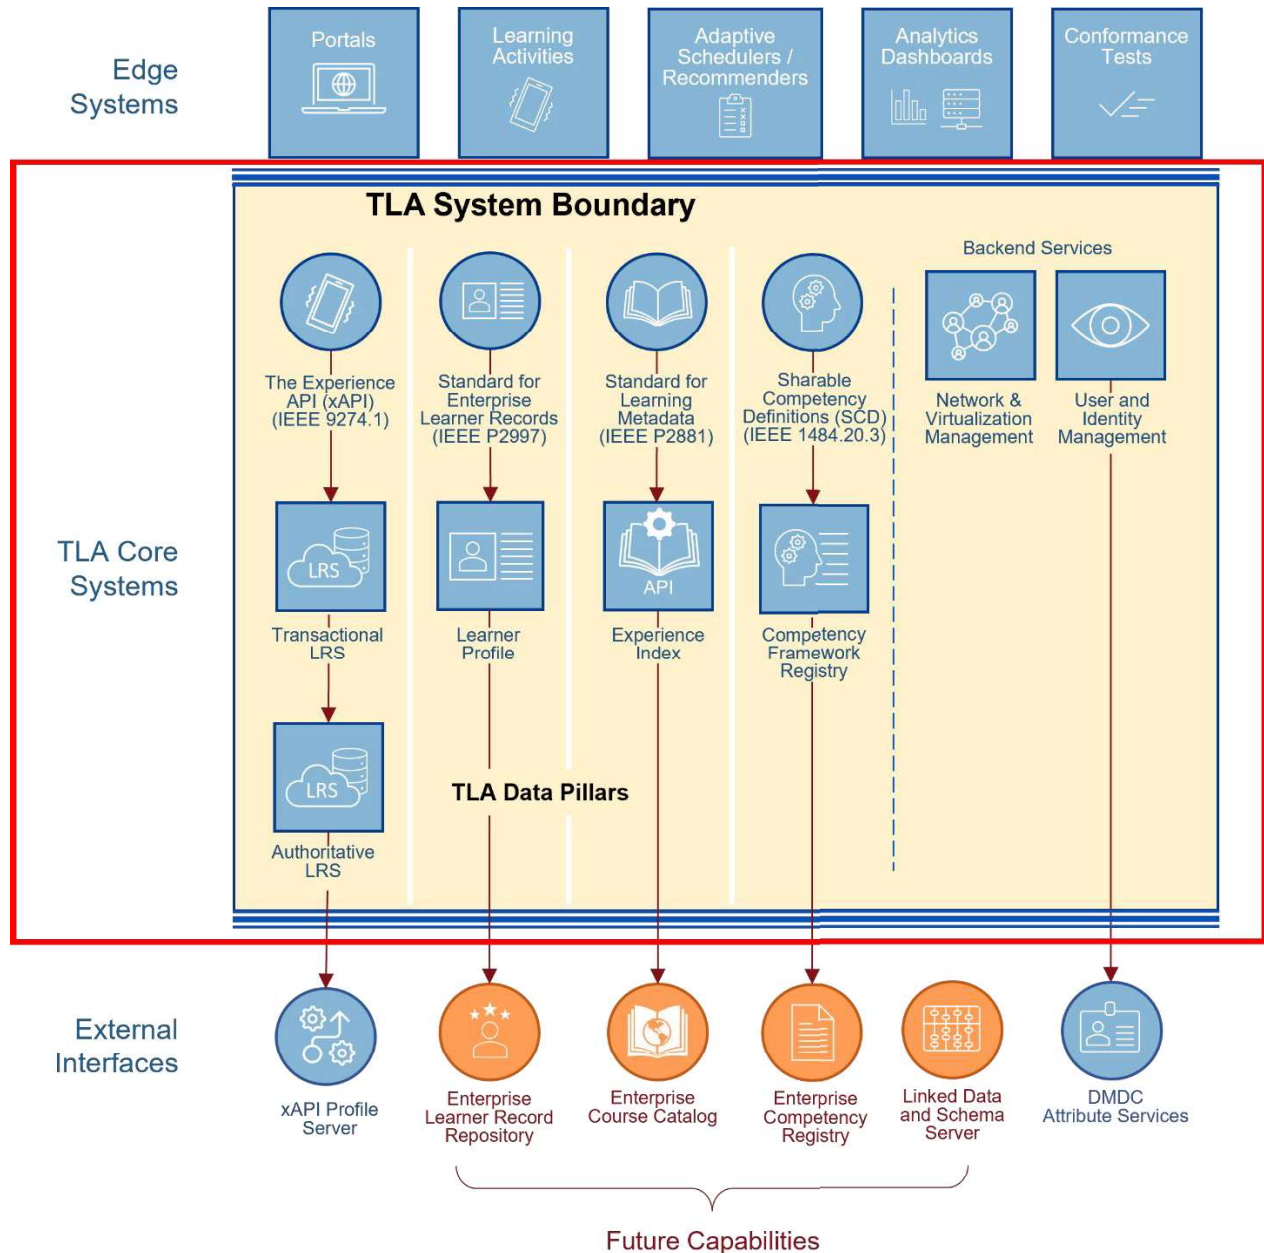 Portals
Learning
Activities
Adaptive
Schedulers /
Recommenders
Analytics
Dashboards
Conformance
Tests
Edge
Systems
TLA System Boundary
Backend Services
The Experience
API (xAPI)
(IEEE 9274.1)
Standard for
Enterprise
Learner Records
(IEEE P2997)
Standard for
Learning
Metadata
(IEEE P2881)
Sharable
Competency
Definitions (SCD)
(IEEE 1484.20.3)
Network &
Virtualization
Management
User and
Identity
Management
TLA Core
Systems
LRS
API
Transactional
LRS
Learner
Profile
Experience
Index
Competency
Framework
Registry
LRS
TLA Data Pillars
Authoritative
LRS
External
Interfaces
xAPI Profile
Server
Enterprise
Learner Record
Repository
Enterprise
Course Catalog
Enterprise
Competency
Registry
Linked Data
and Schema
Server
DMDC
Attribute Services
Future Capabilities